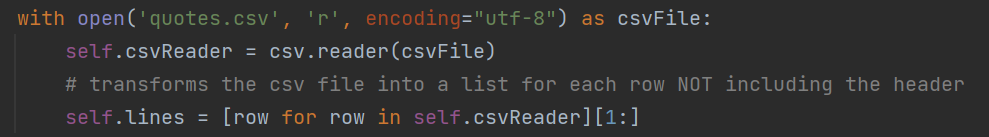 with open('quotes.csv', 'r', encoding="utf-8") as csvFile:
    self.csvReader = csv.reader(csvFile)
    # transforms the csv file into a list for each row NOT including the header
    self.lines = [row for row in self.csvReader][1:]